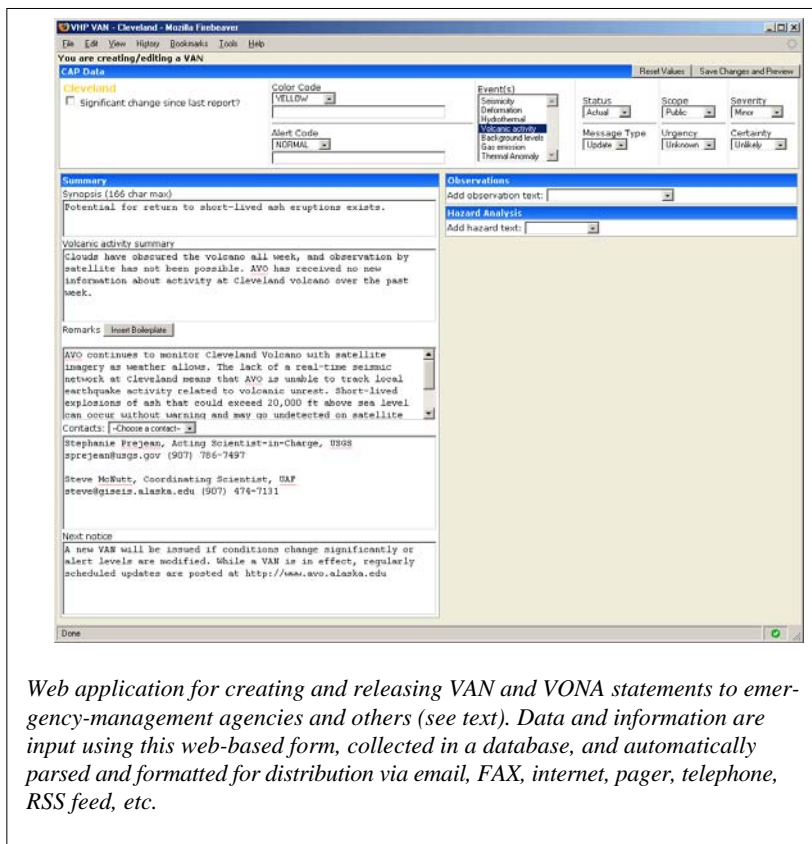 VHP VAN - Cleveland - Mozilla Firebeaver
File Edit View History Bookmarks Tools Help
You are creating/editing a VAN
CAP Data
Reset Values Save Changes and Preview
Cleveland
Significant change since last report?
Color Code
YELLOW
Alert Code
NORMAL
Event(s)
Seismicity
Deformation
Hydrothermal
Volcanic activity
Background levels
Gas emission
Thermal Anomaly
Status
Actual
Scope
Public
Severity
Minor
Message Type
Update
Urgency
Unknown
Certainty
Unlikely
Summary
Synopsis (166 char max)
Potential for return to short-lived ash eruptions exists.
Volcanic activity summary
Clouds have obscured the volcano all week, and observation by
satellite has not been possible. AVO has received no new
information about activity at Cleveland volcano over the past
week.
Remarks Insert Boilerplate
AVO continues to monitor Cleveland Volcano with satellite
imagery as weather allows. The lack of a real-time seismic
network at Cleveland means that AVO is unable to track local
earthquake activity related to volcanic unrest. Short-lived
explosions of ash that could exceed 20,000 ft above sea level
can occur without warning and may go undetected on satellite
Contacts: -Choose a contact-
Stephanie Prejean, Acting Scientist-in-Charge, USGS
sprejean@usgs.gov (907) 786-7497
Steve McNutt, Coordinating Scientist, UAF
steve@giseis.alaska.edu (907) 474-7131
Next notice
A new VAN will be issued if conditions change significantly or
alert levels are modified. While a VAN is in effect, regularly
scheduled updates are posted at http://www.avo.alaska.edu
Observations
Add observation text:
Hazard Analysis
Add hazard text:
Done
Web application for creating and releasing VAN and VONA statements to emer-
gency-management agencies and others (see text). Data and information are
input using this web-based form, collected in a database, and automatically
parsed and formatted for distribution via email, FAX, internet, pager, telephone,
RSS feed, etc.